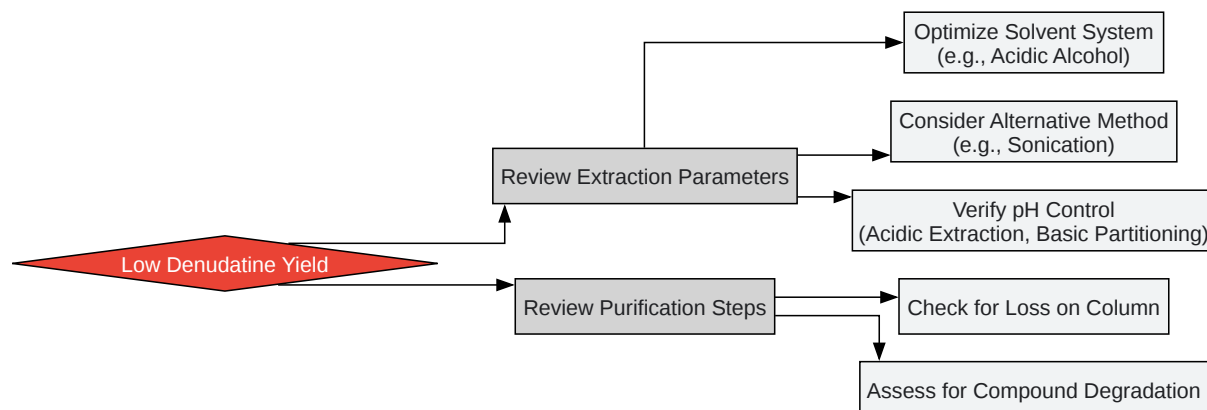 Optimize Solvent System
(e.g., Acidic Alcohol)
Consider Alternative Method
(e.g., Sonication)
Review Extraction Parameters
Verify pH Control
(Acidic Extraction, Basic Partitioning)
Low Denudatine Yield
Review Purification Steps
Check for Loss on Column
Assess for Compound Degradation